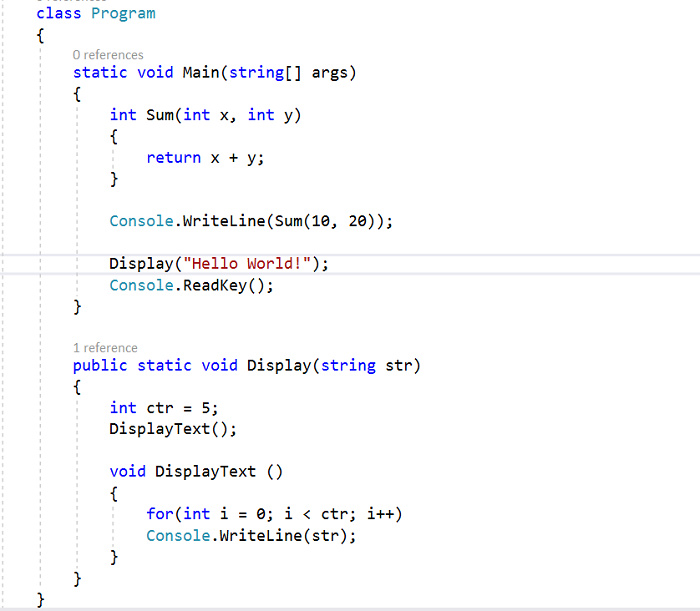 class Program
{
0 references
static void Main(string[] args)
{
int Sum(int x, int y)
{
return x + y;
}
Console.WriteLine(Sum(10, 20));
Display("Hello World!");
Console.ReadKey();
}
1 reference
public static void Display(string str)
{
int ctr = 5;
DisplayText();
void DisplayText ()
{
for(int i = 0; i < ctr; i++)
Console.WriteLine(str);
}
}
}